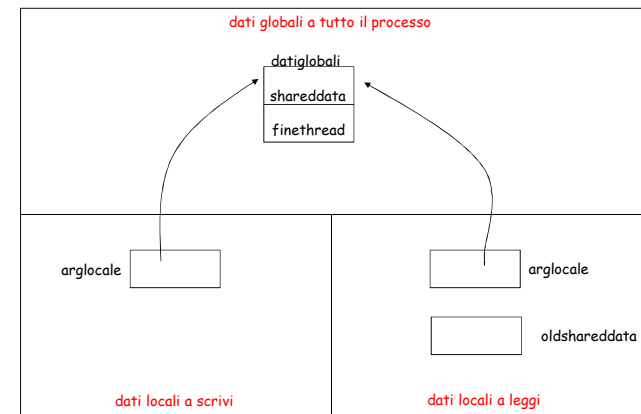 dati globali a tutto il processo
datiglobali
shareddata
finethread
arglocale
arglocale
oldshareddata
dati locali a scrivi
dati locali a leggi